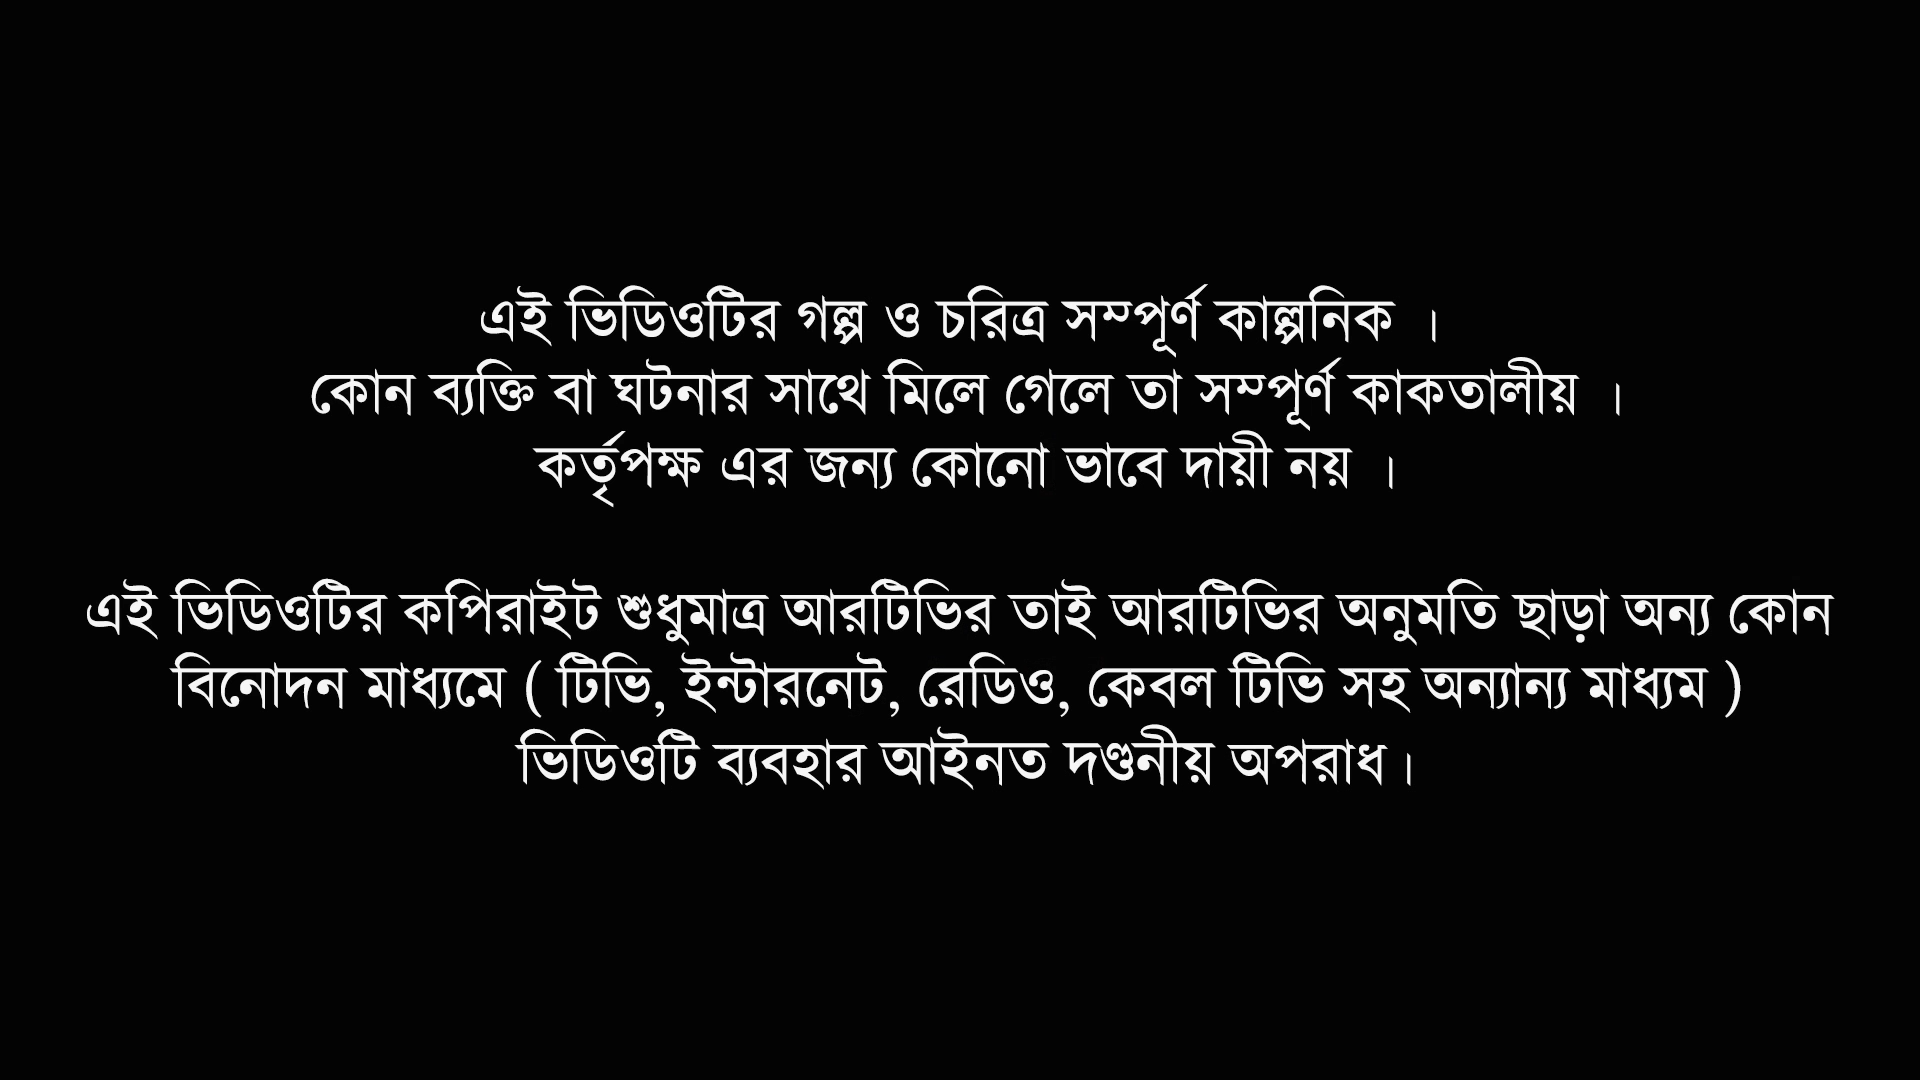 এই ভিডিওটির গল্প ও চরিত্র সম্পূর্ণ কাল্পনিক ।
কোন ব্যক্তি বা ঘটনার সাথে মিলে গেলে তা সম্পূর্ণ কাকতালীয় ।
কর্তৃপক্ষ এর জন্য কোনো ভাবে দায়ী নয় ।
এই ভিডিওটির কপিরাইট শুধুমাত্র আরটিভির তাই আরটিভির অনুমতি ছাড়া অন্য কোন
বিনোদন মাধ্যমে ( টিভি, ইন্টারনেট, রেডিও, কেবল টিভি সহ অন্যান্য মাধ্যম )
ভিডিওটি ব্যবহার আইনত দণ্ডনীয় অপরাধ।